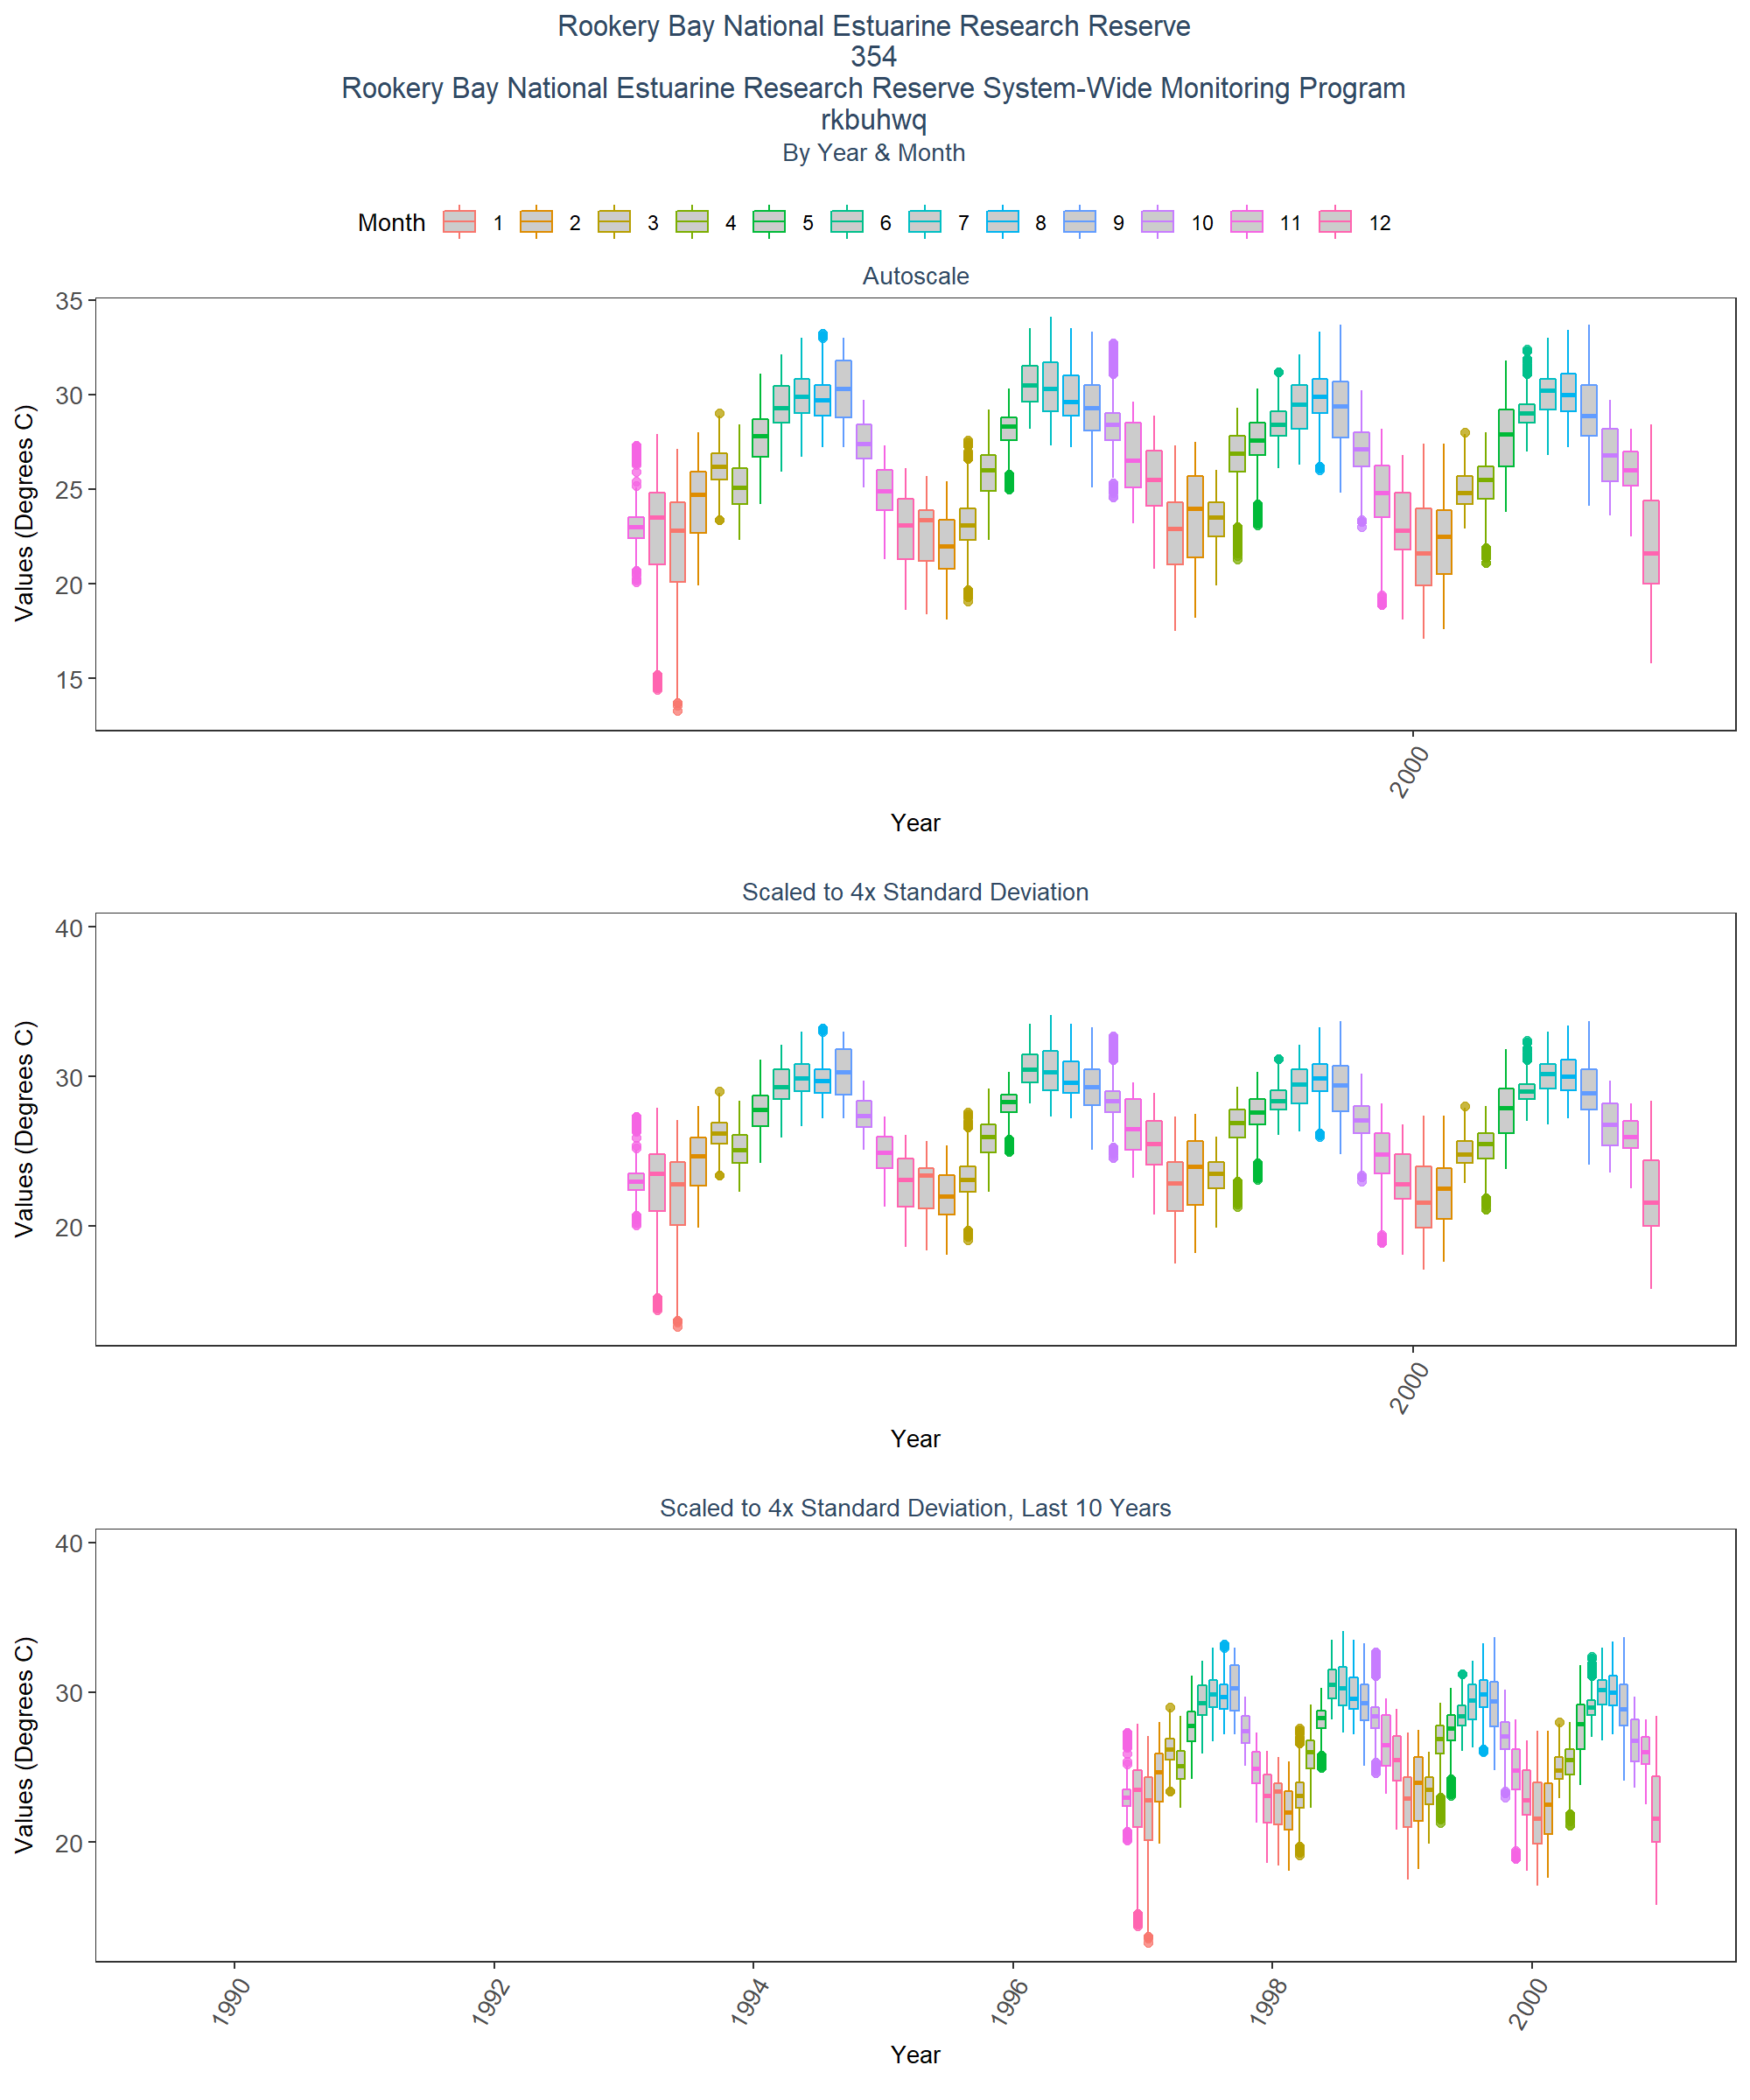 Rookery Bay National Estuarine Research Reserve
354
Rookery Bay National Estuarine Research Reserve System-Wide Monitoring Program
rkbuhwq
By Year & Month
Month 1 2 3 4 5 6 7 8 9 10 11 12
Autoscale
Values (Degrees C)
35
30
25
20
15
2000
Year
Scaled to 4x Standard Deviation
Values (Degrees C)
40
30
20
2000
Year
Scaled to 4x Standard Deviation, Last 10 Years
Values (Degrees C)
40
30
20
1990 1992 1994 1996 1998 2000
Year